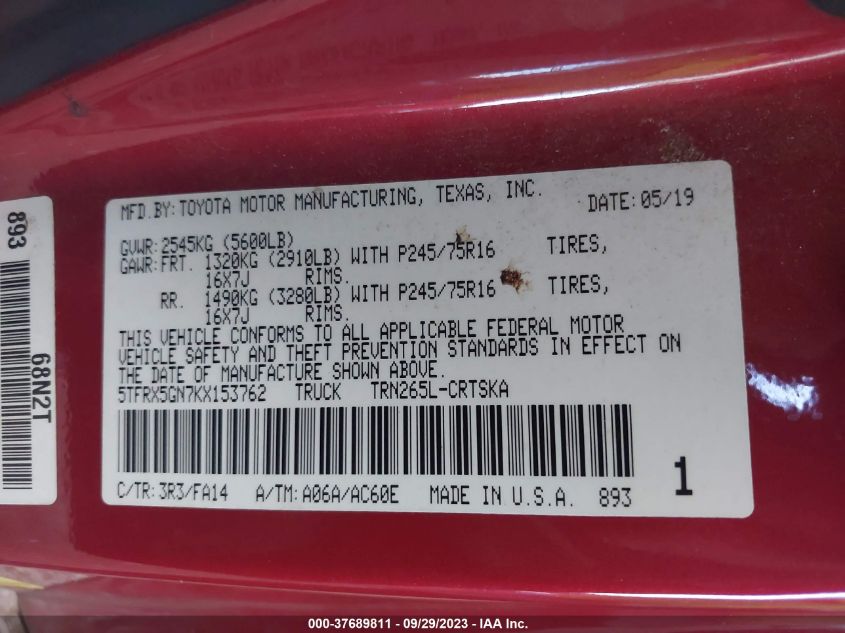 MFD.BY:TOYOTA MOTOR MANUFACTURING, TEXAS, INC. DATE:05/19
GVWR:2545KG (5600LB)
GAWR:FRT. 1320KG (2910LB) WITH P245/75R16 TIRES,
16X7J RIMS.
RR. 1490KG (3280LB) WITH P245/75R16 TIRES,
16X7J RIMS.
THIS VEHICLE CONFORMS TO ALL APPLICABLE FEDERAL MOTOR
VEHICLE SAFETY AND THEFT PREVENTION STANDARDS IN EFFECT ON
THE DATE OF MANUFACTURE SHOWN ABOVE.
5TFRX5GN7KX153762 TRUCK TRN265L-CRTSKA
C/TR:3R3/FA14 A/TM:A06A/AC60E MADE IN U.S.A. 893 1
893
68N2T
000-37689811 - 09/29/2023 - IAA Inc.